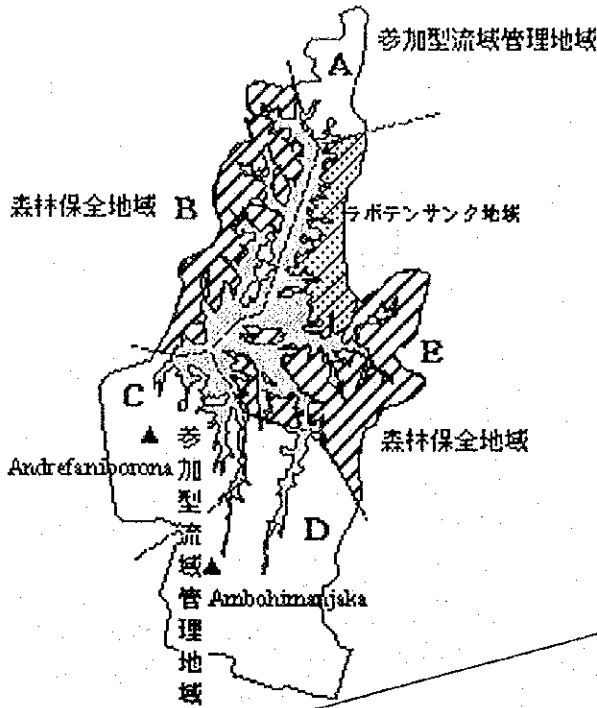 A
参加型流域管理地域
森林保全地域
B
ラボテンサンク地域
E
C
森林保全地域
Andrefaniborona
参加型流域管理地域
D
Ambohimanjaka